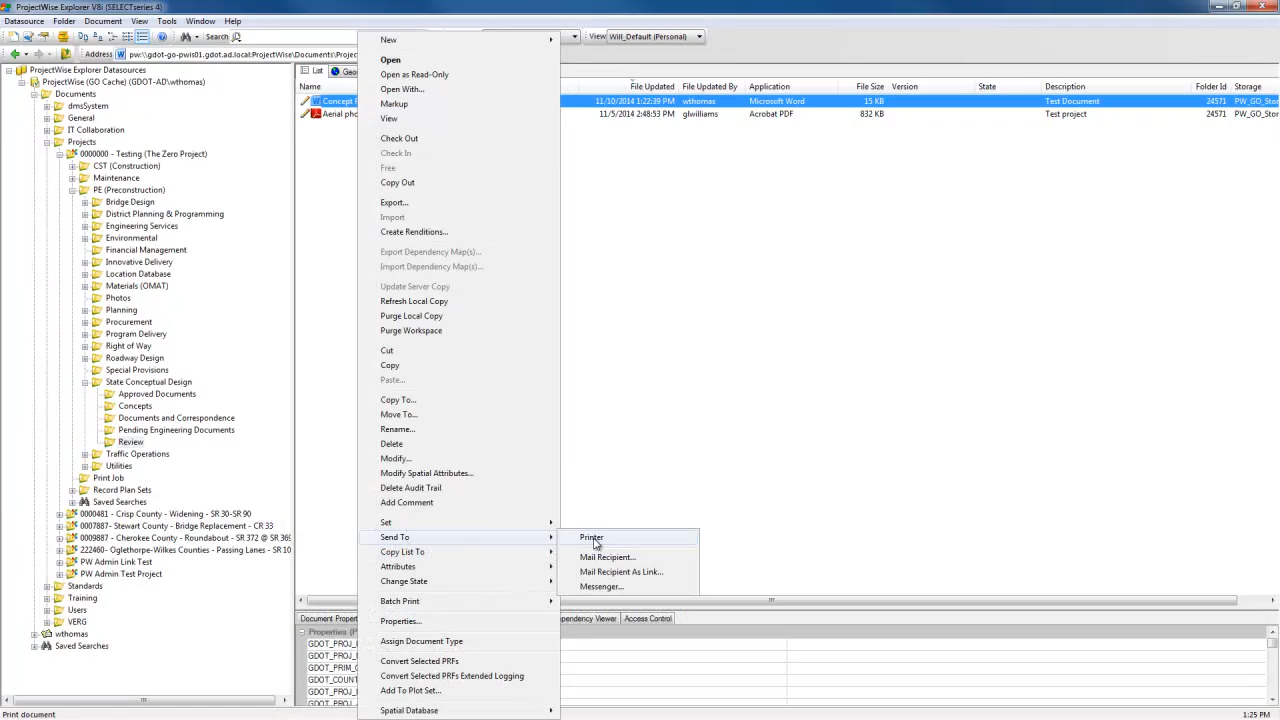 ProjectWise Explorer V8i (SELECTseries 4)
Datasource Folder Document View Tools Window Help
Search View Will_Default (Personal)
Address pw:\\gdot-go-pwis01.gdot.ad.local:ProjectWise\Documents\Projec
ProjectWise Explorer Datasources
ProjectWise (GO Cache) (GDOT-AD\wthomas)
Documents
dmsSystem
General
IT Collaboration
Projects
0000000 - Testing (The Zero Project)
CST (Construction)
Maintenance
PE (Preconstruction)
Bridge Design
District Planning & Programming
Engineering Services
Environmental
Financial Management
Innovative Delivery
Location Database
Materials (OMAT)
Photos
Planning
Procurement
Program Delivery
Right of Way
Roadway Design
Special Provisions
State Conceptual Design
Approved Documents
Concepts
Documents and Correspondence
Pending Engineering Documents
Review
Traffic Operations
Utilities
Print Job
Record Plan Sets
Saved Searches
0000481 - Crisp County - Widening - SR 30-SR 90
0007887- Stewart County - Bridge Replacement - CR 33
0009887 - Cherokee County - Roundabout - SR 372 @ SR 369
222460- Oglethorpe-Wilkes Counties - Passing Lanes - SR 10
PW Admin Link Test
PW Admin Test Project
Standards
Training
Users
VERG
wthomas
Saved Searches
List Geo
Name File Updated File Updated By Application File Size Version State Description Folder Id Storage
Concept 11/10/2014 1:22:39 PM wthomas Microsoft Word 15 KB Test Document 24571 PW_GO_Stor
Aerial pho 11/5/2014 2:48:53 PM glwilliams Acrobat PDF 832 KB Test project 24571 PW_GO_Stor
New
Open
Open as Read-Only
Open With...
Markup
View
Check Out
Check In
Free
Copy Out
Export...
Import
Create Renditions...
Export Dependency Map(s)...
Import Dependency Map(s)...
Update Server Copy
Refresh Local Copy
Purge Local Copy
Purge Workspace
Cut
Copy
Paste...
Copy To...
Move To...
Rename...
Delete
Modify...
Modify Spatial Attributes...
Delete Audit Trail
Add Comment
Set
Send To
Copy List To
Attributes
Change State
Batch Print
Properties...
Assign Document Type
Convert Selected PRFs
Convert Selected PRFs Extended Logging
Add To Plot Set...
Spatial Database
Printer
Mail Recipient...
Mail Recipient As Link...
Messenger...
Document Proper ependency Viewer Access Control
Properties (P
GDOT_PROJ_
GDOT_PROJ_
GDOT_PRIM_
GDOT_COUNT
GDOT_PROJ_
Print document
1:25 PM